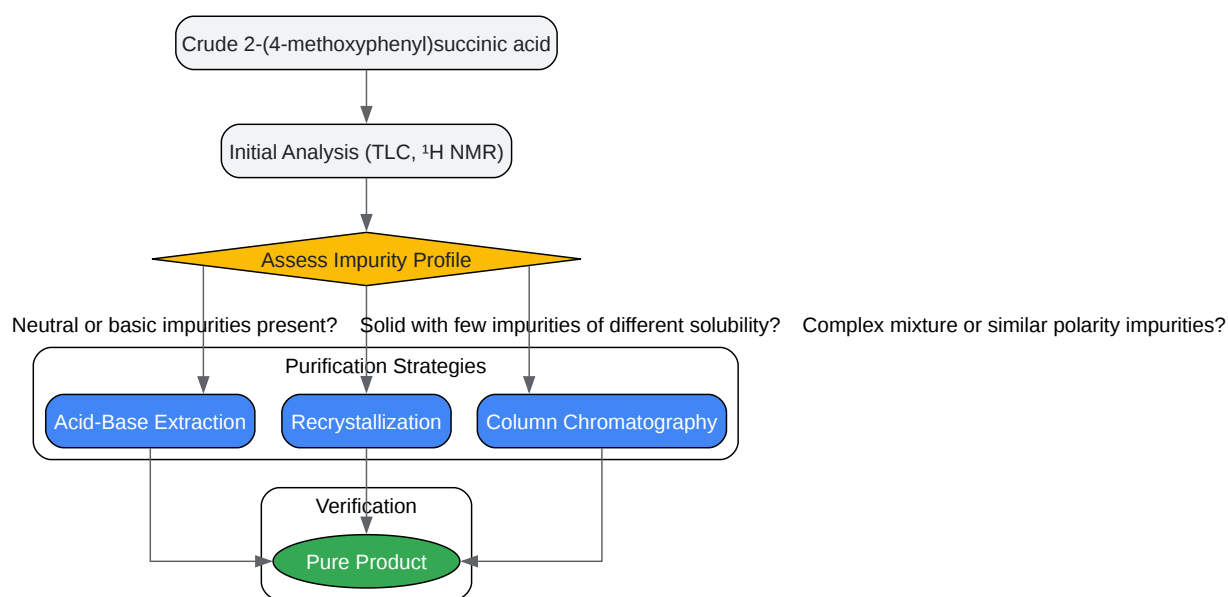 Crude 2-(4-methoxyphenyl)succinic acid
Initial Analysis (TLC, ¹H NMR)
Assess Impurity Profile
Neutral or basic impurities present?
Solid with few impurities of different solubility?
Complex mixture or similar polarity impurities?
Purification Strategies
Acid-Base Extraction
Recrystallization
Column Chromatography
Verification
Pure Product